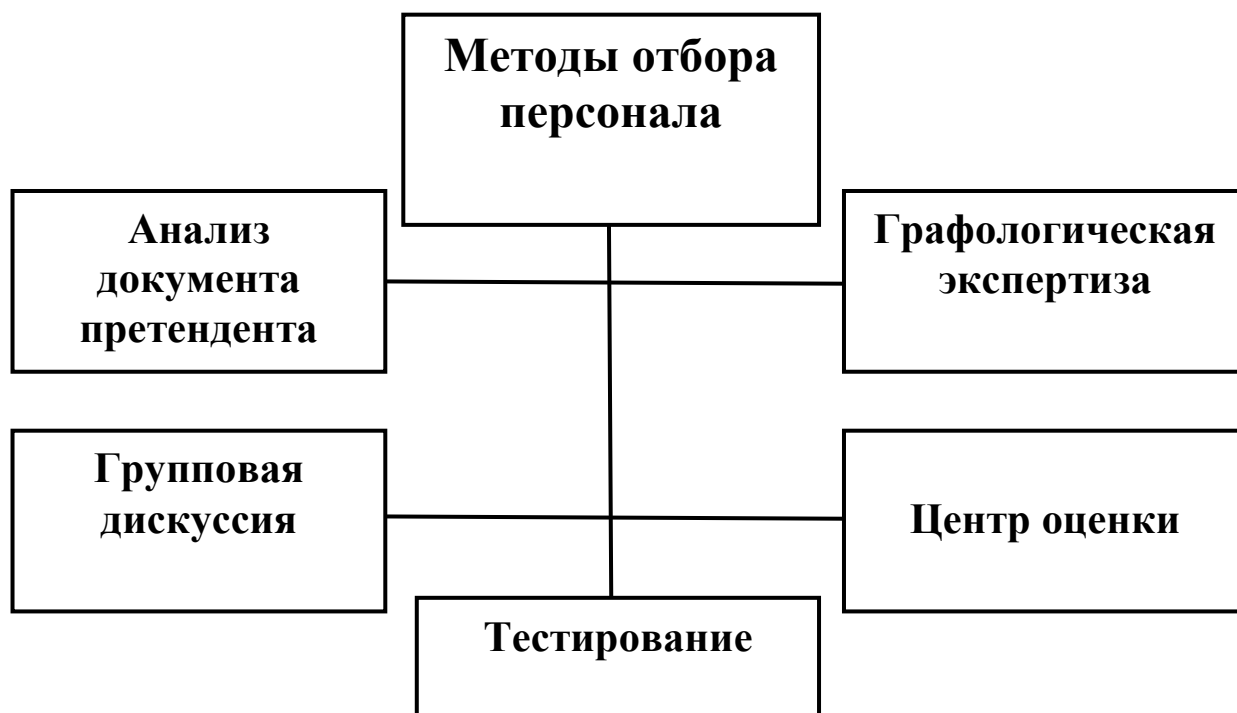 Методы отбора
персонала
Анализ
документа
претендента
Графологическая
экспертиза
Групповая
дискуссия
Центр оценки
Тестирование